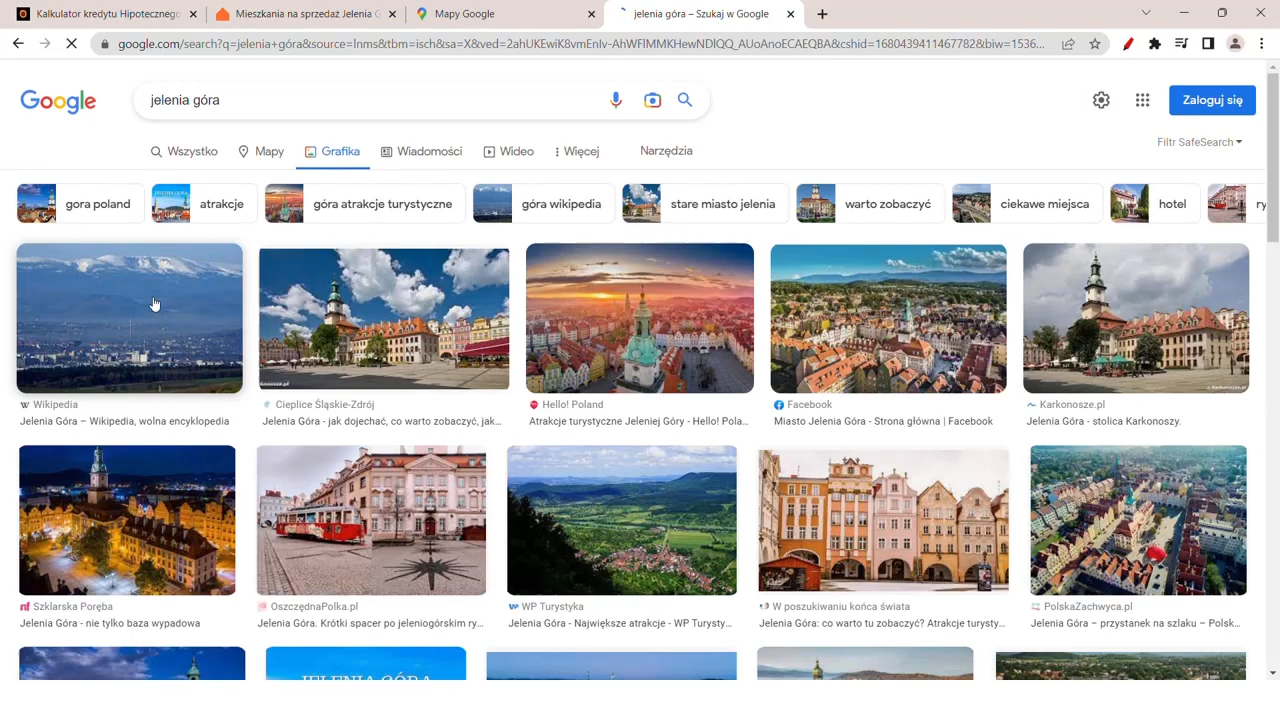 Kalkulator kredytu Hipotecznego
Mieszkania na sprzedaż Jelenia G
Mapy Google
jelenia góra – Szukaj w Google
google.com/search?q=jelenia+góra&source=lnms&tbm=isch&sa=X&ved=2ahUKEwiK8vmEnIv-AhWFlMMKHewNDlQQ_AUoAnoECAEQBA&cshid=1680439411467782&biw=1536...
Google
jelenia góra
Zaloguj się
Wszystko
Mapy
Grafika
Wiadomości
Wideo
Więcej
Narzędzia
Filtr SafeSearch
gora poland
atrakcje
góra atrakcje turystyczne
góra wikipedia
stare miasto jelenia
warto zobaczyć
ciekawe miejsca
hotel
ry
Wikipedia
Jelenia Góra – Wikipedia, wolna encyklopedia
Cieplice Śląskie-Zdrój
Jelenia Góra - jak dojechać, co warto zobaczyć, jak...
Hello! Poland
Atrakcje turystyczne Jeleniej Góry - Hello! Pola...
Facebook
Miasto Jelenia Góra - Strona główna | Facebook
Karkonosze.pl
Jelenia Góra - stolica Karkonoszy.
Szklarska Poręba
Jelenia Góra - nie tylko baza wypadowa
OszczędnaPolka.pl
Jelenia Góra. Krótki spacer po jeleniogórskim ry...
WP Turystyka
Jelenia Góra - Największe atrakcje - WP Turysty...
W poszukiwaniu końca świata
Jelenia Góra: co warto tu zobaczyć? Atrakcje turysty...
PolskaZachwyca.pl
Jelenia Góra – przystanek na szlaku – Polsk...
JELENIA GÓRA